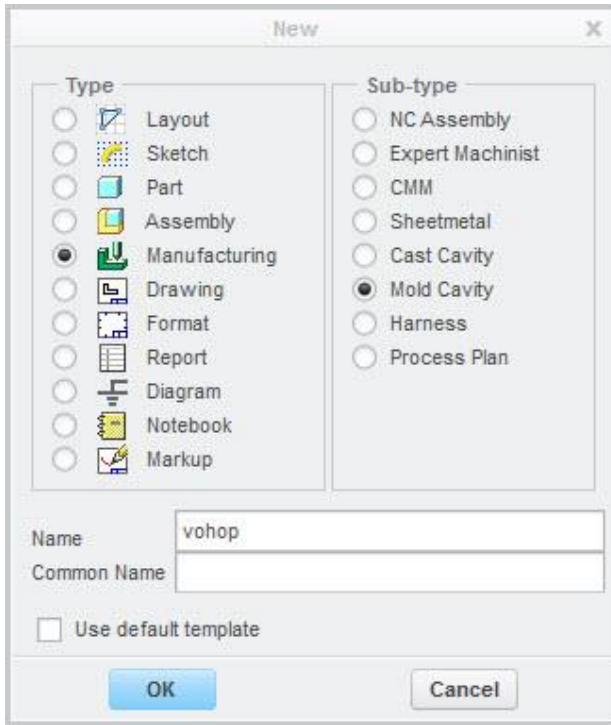 New
Type
Layout
Sketch
Part
Assembly
Manufacturing
Drawing
Format
Report
Diagram
Notebook
Markup
Sub-type
NC Assembly
Expert Machinist
CMM
Sheetmetal
Cast Cavity
Mold Cavity
Harness
Process Plan
Name vohop
Common Name
Use default template
OK Cancel